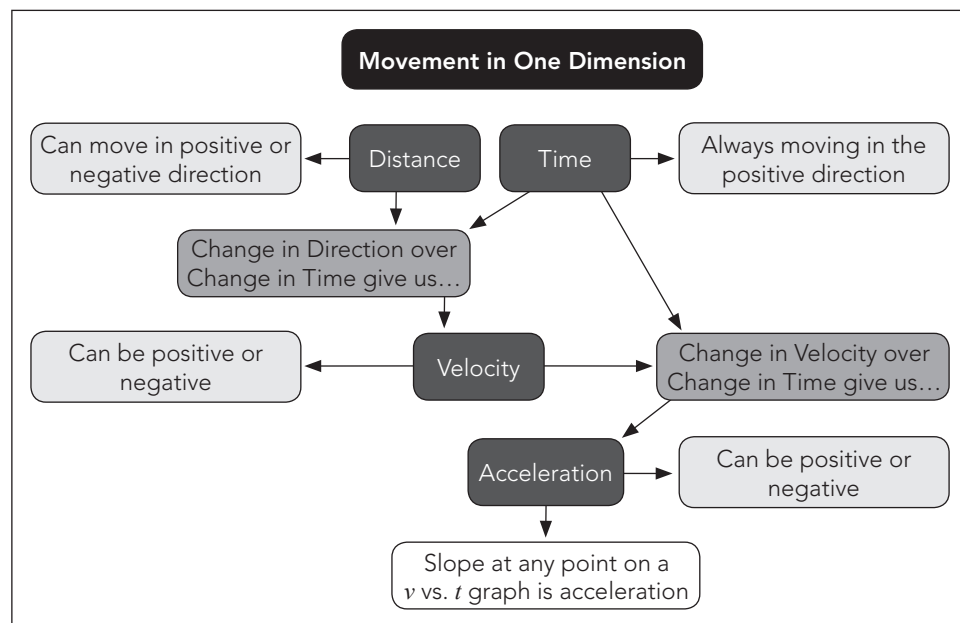 Movement in One Dimension
Can move in positive or
negative direction
Distance
Time
Always moving in the
positive direction
Change in Direction over
Change in Time give us…
Can be positive or
negative
Velocity
Change in Velocity over
Change in Time give us…
Acceleration
Can be positive or
negative
Slope at any point on a
v vs. t graph is acceleration